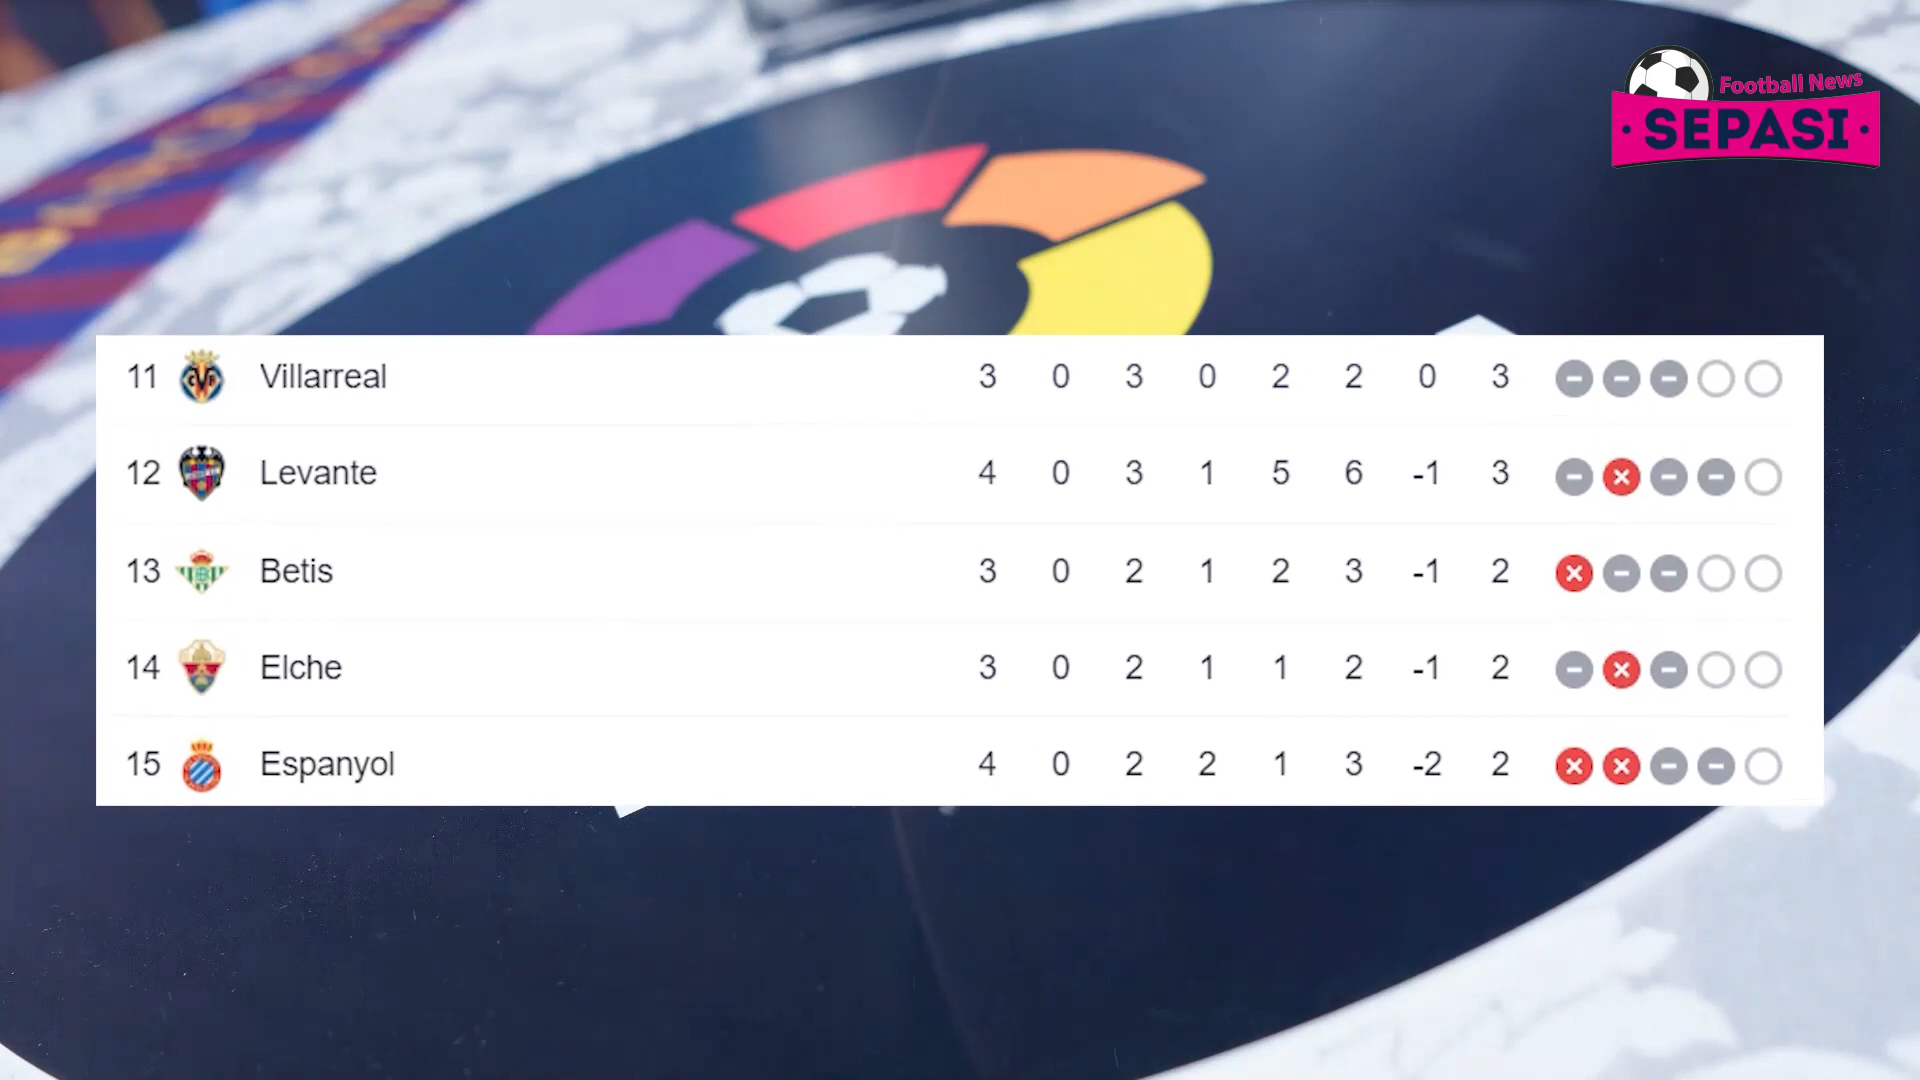 Football News
· SEPASI ·
11 Villarreal 3 0 3 0 2 2 0 3
12 Levante 4 0 3 1 5 6 -1 3
13 Betis 3 0 2 1 2 3 -1 2
14 Elche 3 0 2 1 1 2 -1 2
15 Espanyol 4 0 2 2 1 3 -2 2